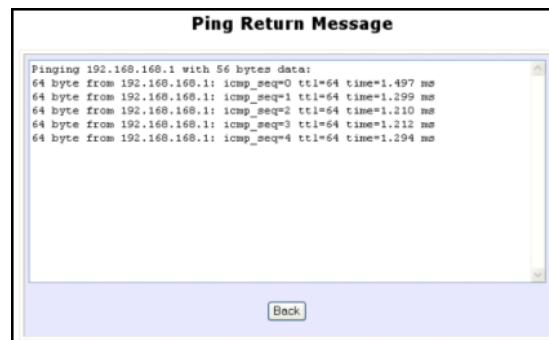 Ping Return Message
Pinging 192.168.168.1 with 56 bytes data:
64 byte from 192.168.168.1: icmp_seq=0 ttl=64 time=1.497 ms
64 byte from 192.168.168.1: icmp_seq=1 ttl=64 time=1.299 ms
64 byte from 192.168.168.1: icmp_seq=2 ttl=64 time=1.210 ms
64 byte from 192.168.168.1: icmp_seq=3 ttl=64 time=1.212 ms
64 byte from 192.168.168.1: icmp_seq=4 ttl=64 time=1.294 ms
Back